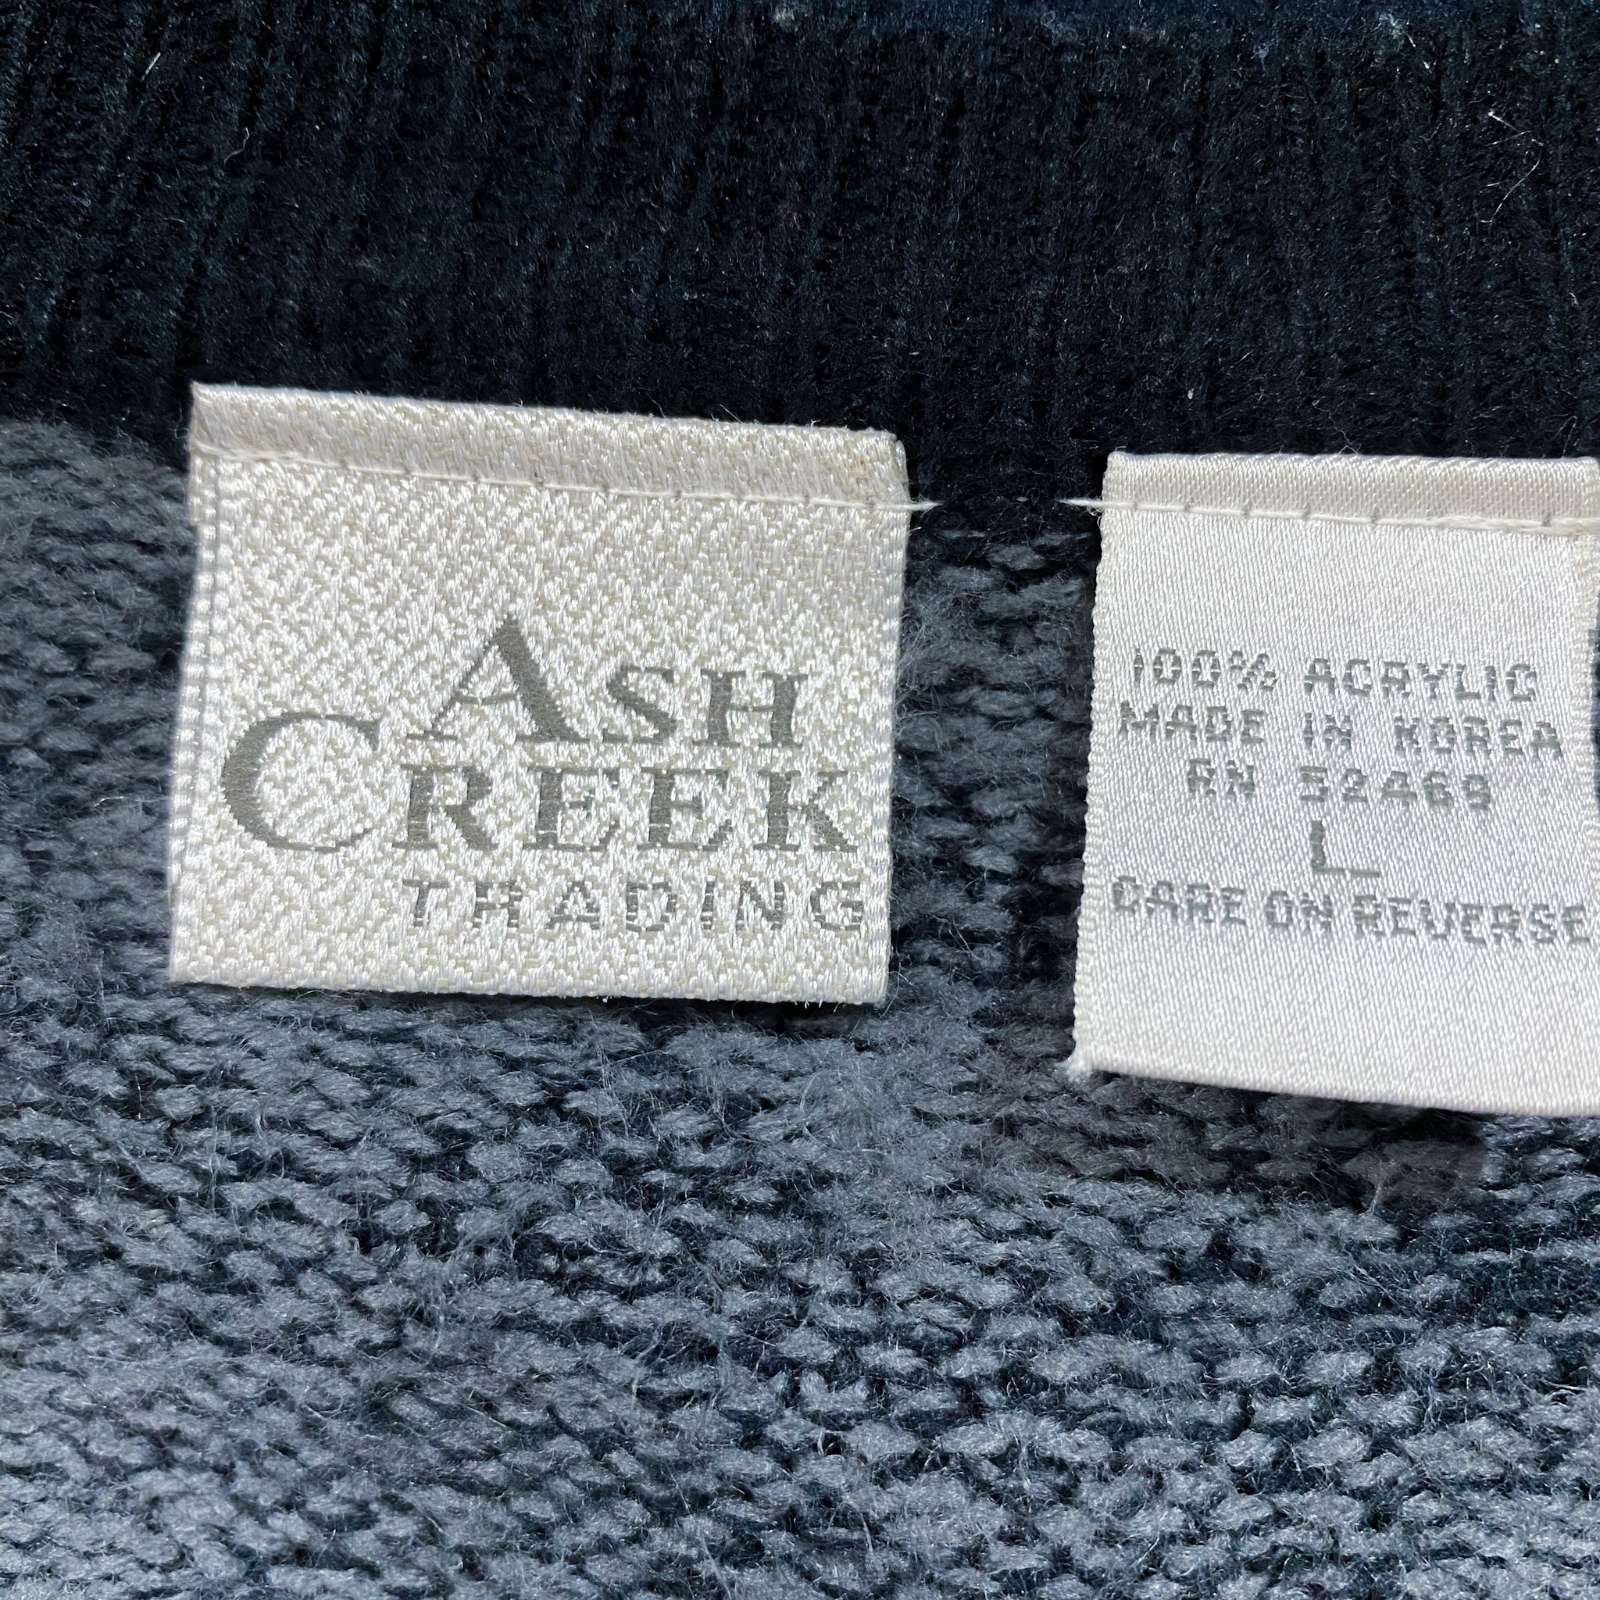 ASH
CREEK
TRADING
100% ACRYLIC
MADE IN KOREA
RN 52469
L
CARE ON REVERSE